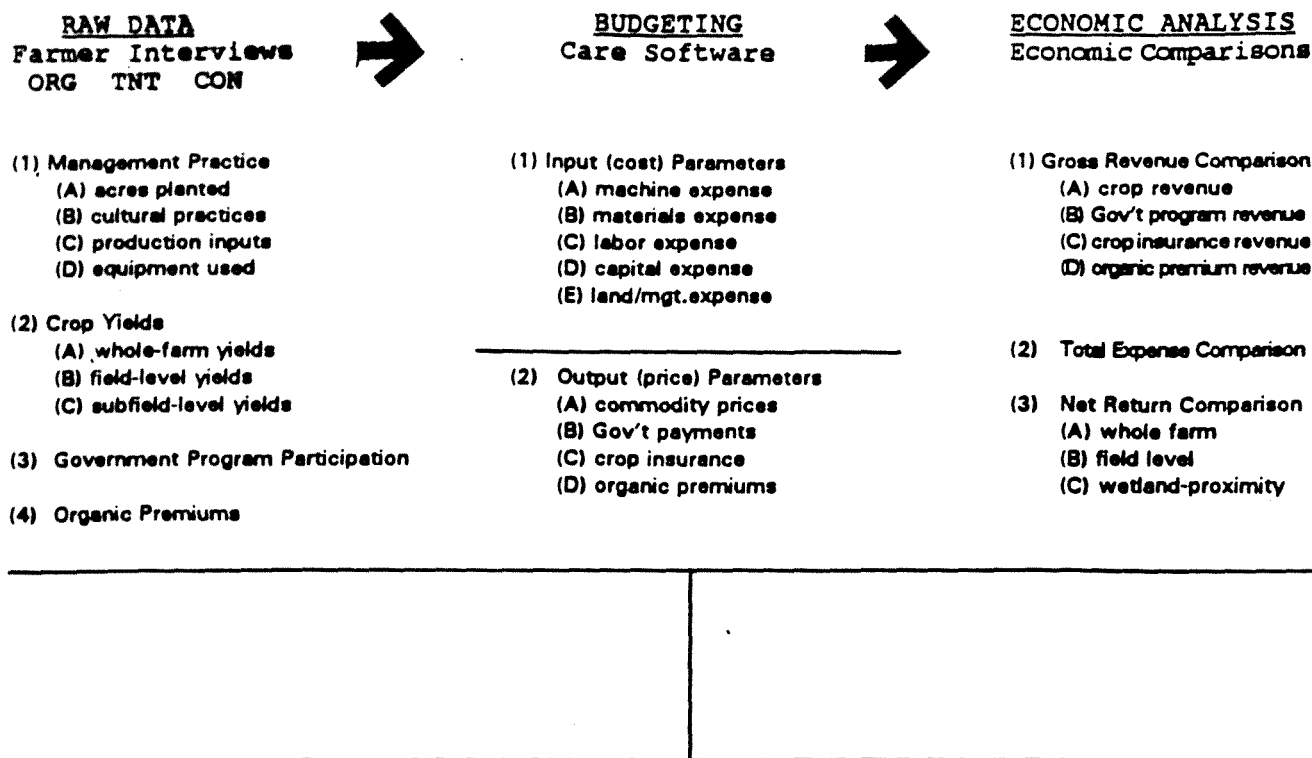 RAW DATA
Farmer Interviews
ORG TNT CON
(1) Management Practice
(A) acres planted
(B) cultural practices
(C) production inputs
(D) equipment used
(2) Crop Yields
(A) whole-farm yields
(B) field-level yields
(C) subfield-level yields
(3) Government Program Participation
(4) Organic Premiums
BUDGETING
Care Software
(1) Input (cost) Parameters
(A) machine expense
(B) materials expense
(C) labor expense
(D) capital expense
(E) land/mgt.expense
(2) Output (price) Parameters
(A) commodity prices
(B) Gov't payments
(C) crop insurance
(D) organic premiums
ECONOMIC ANALYSIS
Economic Comparisons
(1) Gross Revenue Comparison
(A) crop revenue
(B) Gov't program revenue
(C) crop insurance revenue
(D) organic premium revenue
(2) Total Expense Comparison
(3) Net Return Comparison
(A) whole farm
(B) field level
(C) wetland-proximity